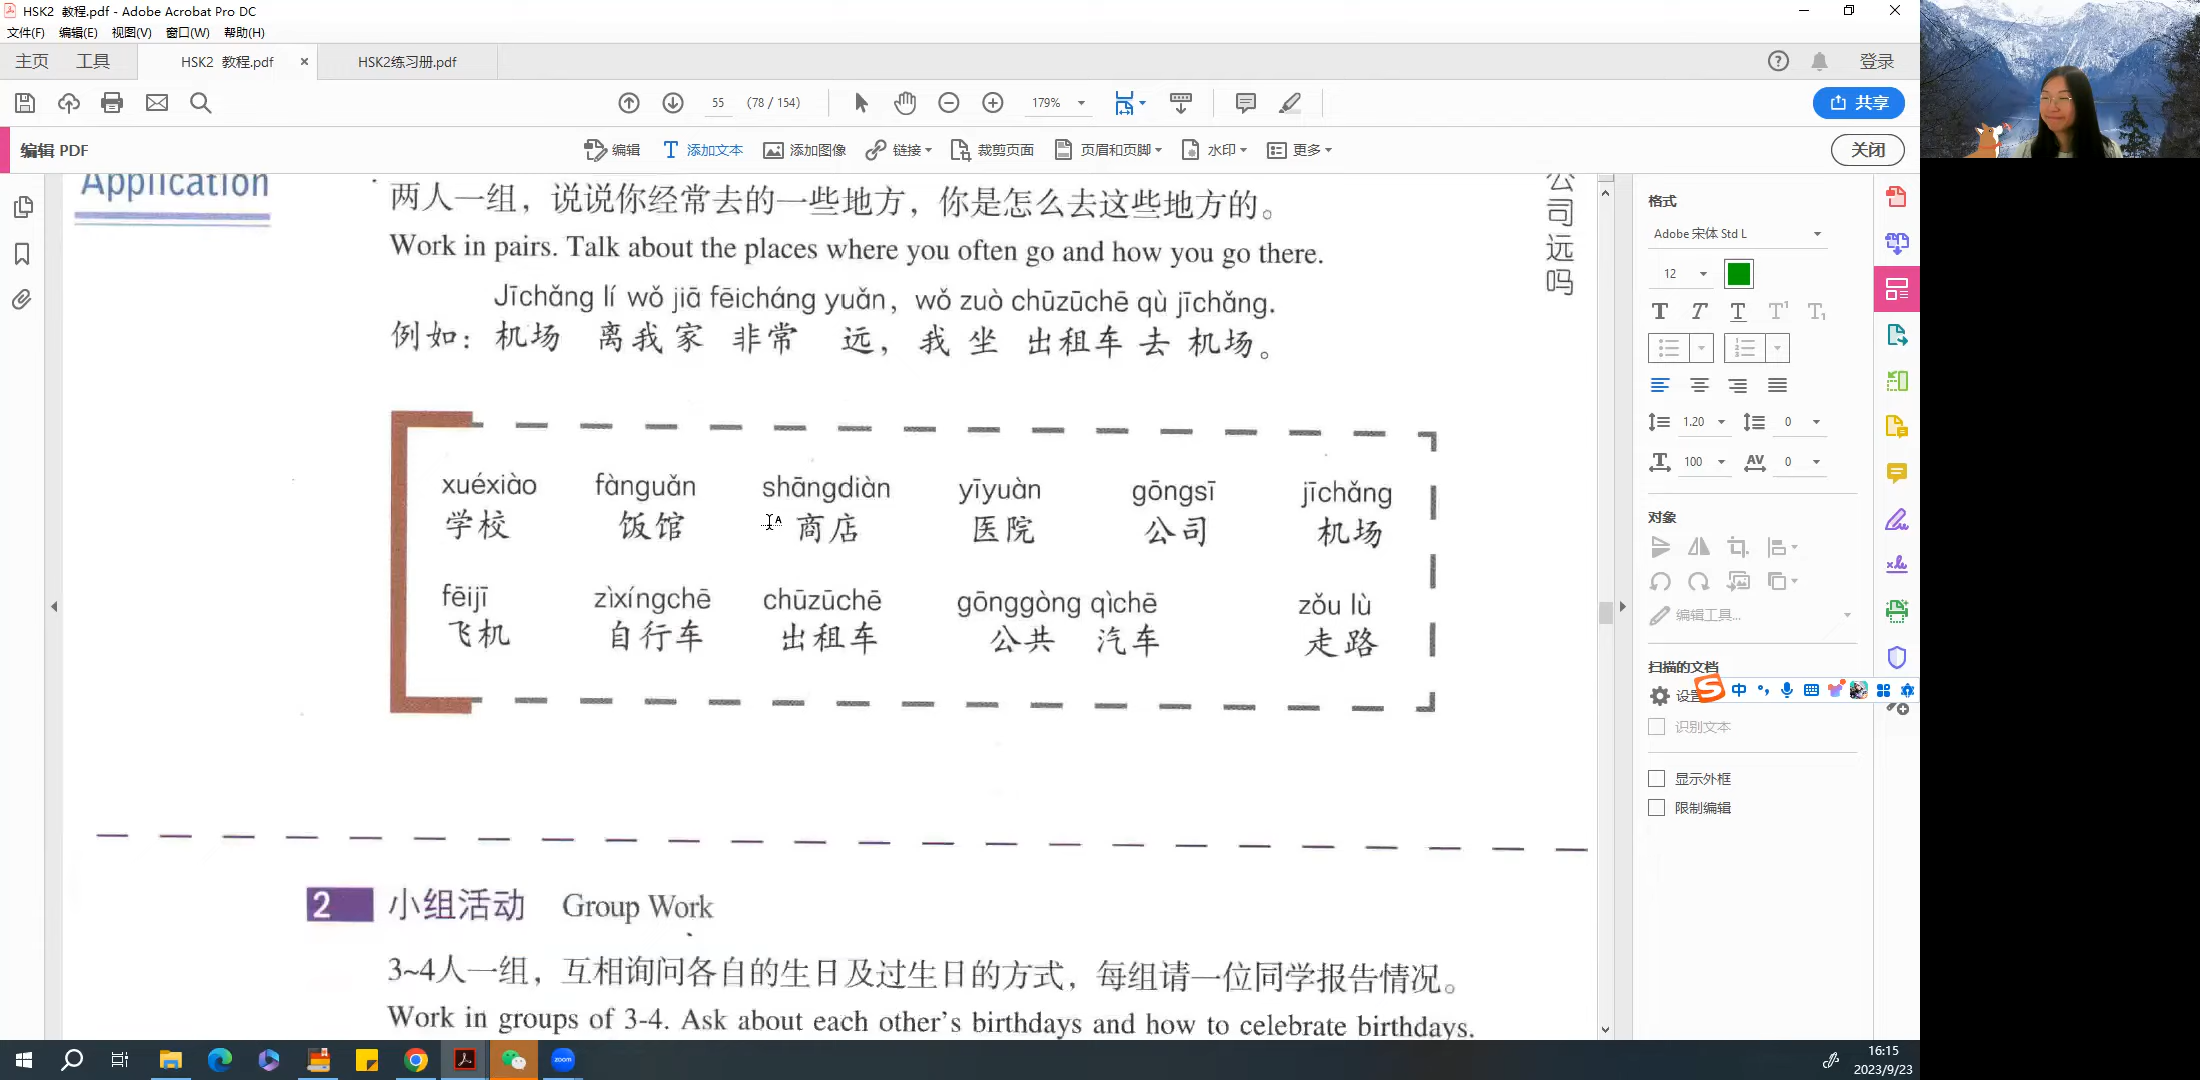 HSK2 教程.pdf - Adobe Acrobat Pro DC
文件(F) 编辑(E) 视图(V) 窗口(W) 帮助(H)
主页 工具 HSK2 教程.pdf × HSK2练习册.pdf 登录
55 (78 / 154) 179% 共享
编辑 PDF 编辑 添加文本 添加图像 链接 裁剪页面 页眉和页脚 水印 更多 关闭
Application
两人一组，说说你经常去的一些地方，你是怎么去这些地方的。
Work in pairs. Talk about the places where you often go and how you go there.
Jīchǎng lí wǒ jiā fēicháng yuǎn, wǒ zuò chūzūchē qù jīchǎng.
例如：机场 离我家 非常 远，我 坐 出租车 去 机场。
公司远吗
xuéxiào fànguǎn shāngdiàn yīyuàn gōngsī jīchǎng
学校 饭馆 商店 医院 公司 机场
fēijī zìxíngchē chūzūchē gōnggòng qìchē zǒu lù
飞机 自行车 出租车 公共 汽车 走路
2 小组活动 Group Work
3~4人一组，互相询问各自的生日及过生日的方式，每组请一位同学报告情况。
Work in groups of 3-4. Ask about each other's birthdays and how to celebrate birthdays.
格式
Adobe 宋体 Std L
12
1.20 0
100 AV 0
对象
编辑工具...
扫描的文档
设置
中
识别文本
显示外框
限制编辑
zoom
16:15
2023/9/23